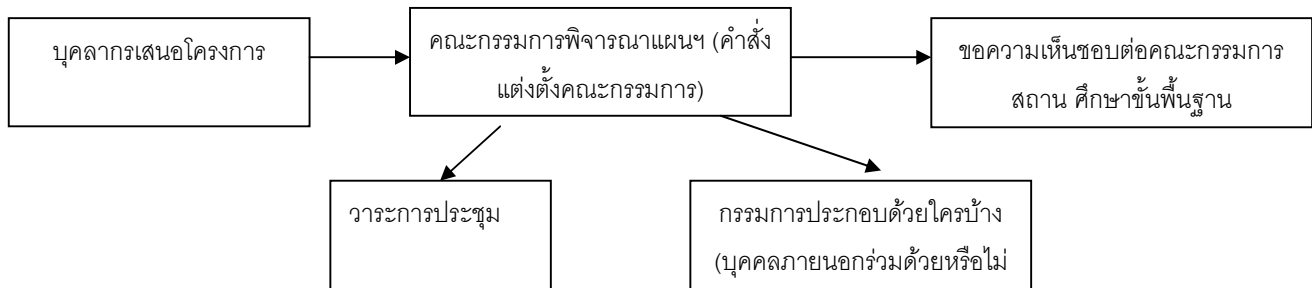 บุคลากรเสนอโครงการ
คณะกรรมการพิจารณาแผนฯ (คำสั่ง
แต่งตั้งคณะกรรมการ)
ขอความเห็นชอบต่อคณะกรรมการ
สถาน ศึกษาขั้นพื้นฐาน
วาระการประชุม
กรรมการประกอบด้วยใครบ้าง
(บุคคลภายนอกร่วมด้วยหรือไม่